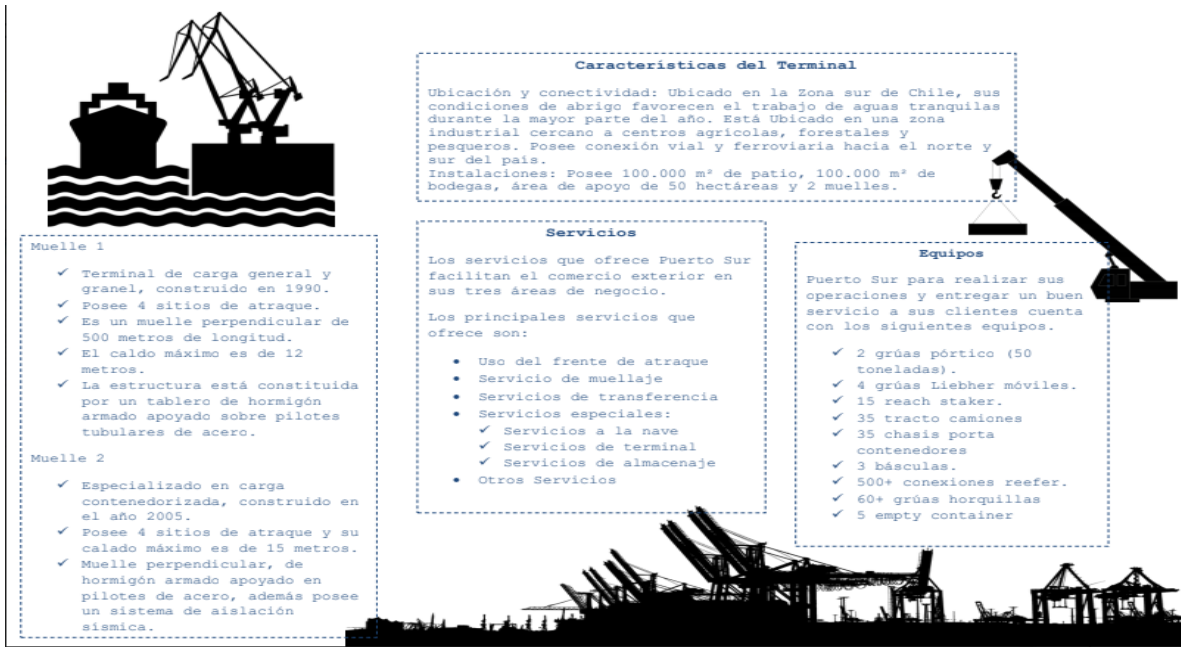 Características del Terminal
Ubicación y conectividad: Ubicado en la Zona sur de Chile, sus
condiciones de abrigo favorecen el trabajo de aguas tranquilas
durante la mayor parte del año. Está Ubicado en una zona
industrial cercano a centros agrícolas, forestales y
pesqueros. Posee conexión vial y ferroviaria hacia el norte y
sur del país.
Instalaciones: Posee 100.000 m² de patio, 100.000 m² de
bodegas, área de apoyo de 50 hectáreas y 2 muelles.
Muelle 1
✓ Terminal de carga general y
granel, construido en 1990.
✓ Posee 4 sitios de atraque.
✓ Es un muelle perpendicular de
500 metros de longitud.
✓ El caldo máximo es de 12
metros.
✓ La estructura está constituida
por un tablero de hormigón
armado apoyado sobre pilotes
tubulares de acero.
Muelle 2
✓ Especializado en carga
contenedorizada, construido en
el año 2005.
✓ Posee 4 sitios de atraque y su
calado máximo es de 15 metros.
✓ Muelle perpendicular, de
hormigón armado apoyado en
pilotes de acero, además posee
un sistema de aislación
sísmica.
Servicios
Los servicios que ofrece Puerto Sur
facilitan el comercio exterior en
sus tres áreas de negocio.
Los principales servicios que
ofrece son:
• Uso del frente de atraque
• Servicio de muellaje
• Servicios de transferencia
• Servicios especiales:
✓ Servicios a la nave
✓ Servicios de terminal
✓ Servicios de almacenaje
• Otros Servicios
Equipos
Puerto Sur para realizar sus
operaciones y entregar un buen
servicio a sus clientes cuenta
con los siguientes equipos.
✓ 2 grúas pórtico (50
toneladas).
✓ 4 grúas Liebher móviles.
✓ 15 reach staker.
✓ 35 tracto camiones
✓ 35 chasis porta
contenedores
✓ 3 básculas.
✓ 500+ conexiones reefer.
✓ 60+ grúas horquillas
✓ 5 empty container